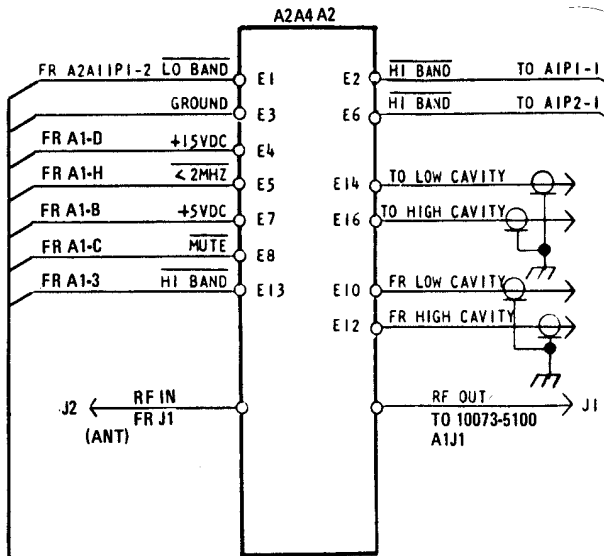 A2A4 A2
FR A2A11P1-2 LO BAND E1
GROUND E3
FR A1-D +15VDC E4
FR A1-H < 2MHZ E5
FR A1-B +5VDC E7
FR A1-C MUTE E8
FR A1-3 HI BAND E13
J2 RF IN
FR J1
(ANT)
E2 HI BAND TO A1P1-1
E6 HI BAND TO A1P2-1
E14 TO LOW CAVITY
E16 TO HIGH CAVITY
E10 FR LOW CAVITY
E12 FR HIGH CAVITY
RF OUT J1
TO 10073-5100
A1J1